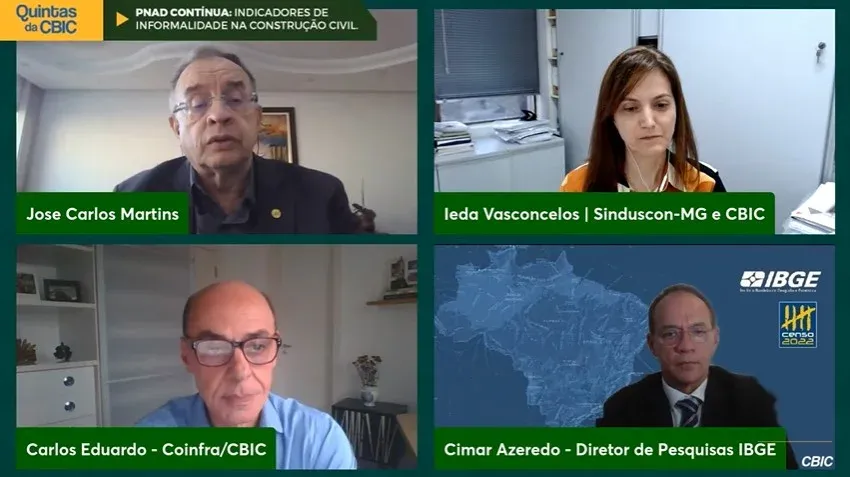 Quintas
da CBIC
PNAD CONTÍNUA: INDICADORES DE
INFORMALIDADE NA CONSTRUÇÃO CIVIL.
CBIC
Jose Carlos Martins
Ieda Vasconcelos | Sinduscon-MG e CBIC
IBGE
censo
2022
Carlos Eduardo - Coinfra/CBIC
Cimar Azeredo - Diretor de Pesquisas IBGE
CBIC